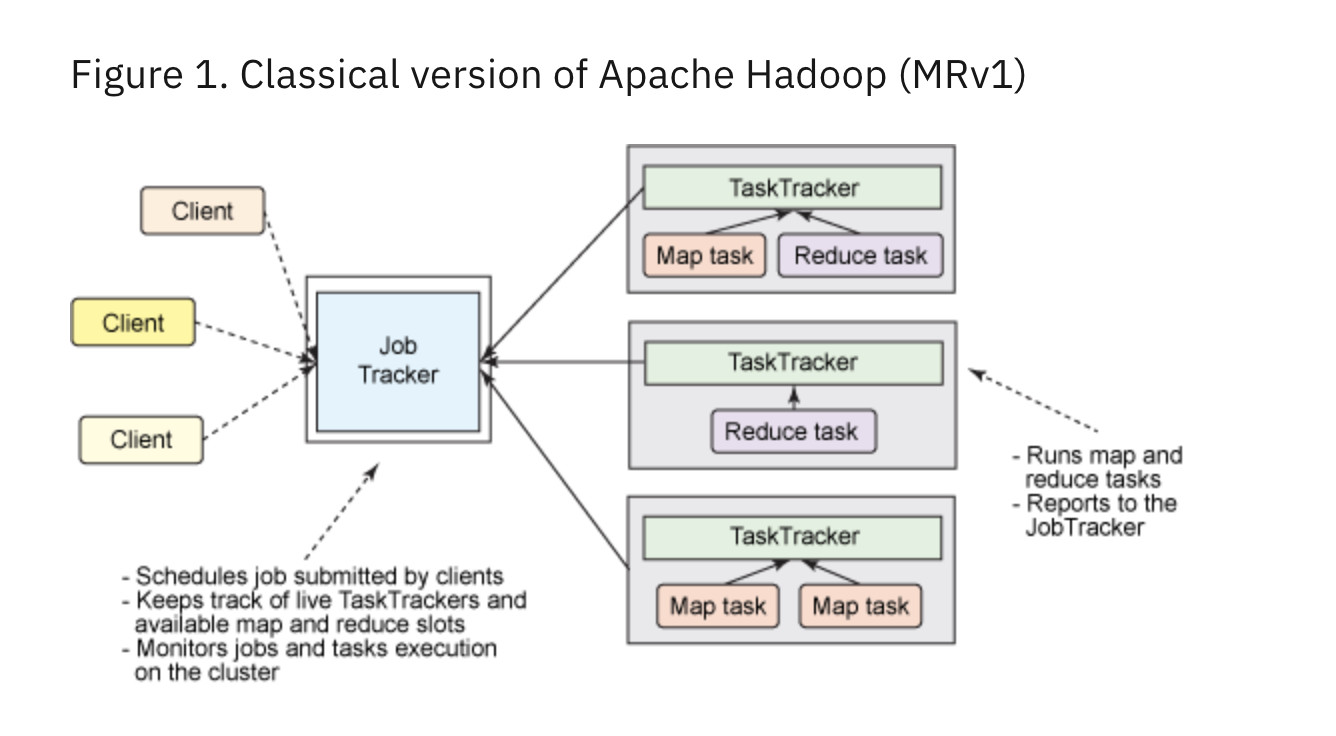 Figure 1. Classical version of Apache Hadoop (MRv1)
Client
Client
Client
Job
Tracker
TaskTracker
Map task
Reduce task
TaskTracker
Reduce task
TaskTracker
Map task
Map task
- Schedules job submitted by clients
- Keeps track of live TaskTrackers and
available map and reduce slots
- Monitors jobs and tasks execution
on the cluster
- Runs map and
reduce tasks
- Reports to the
JobTracker